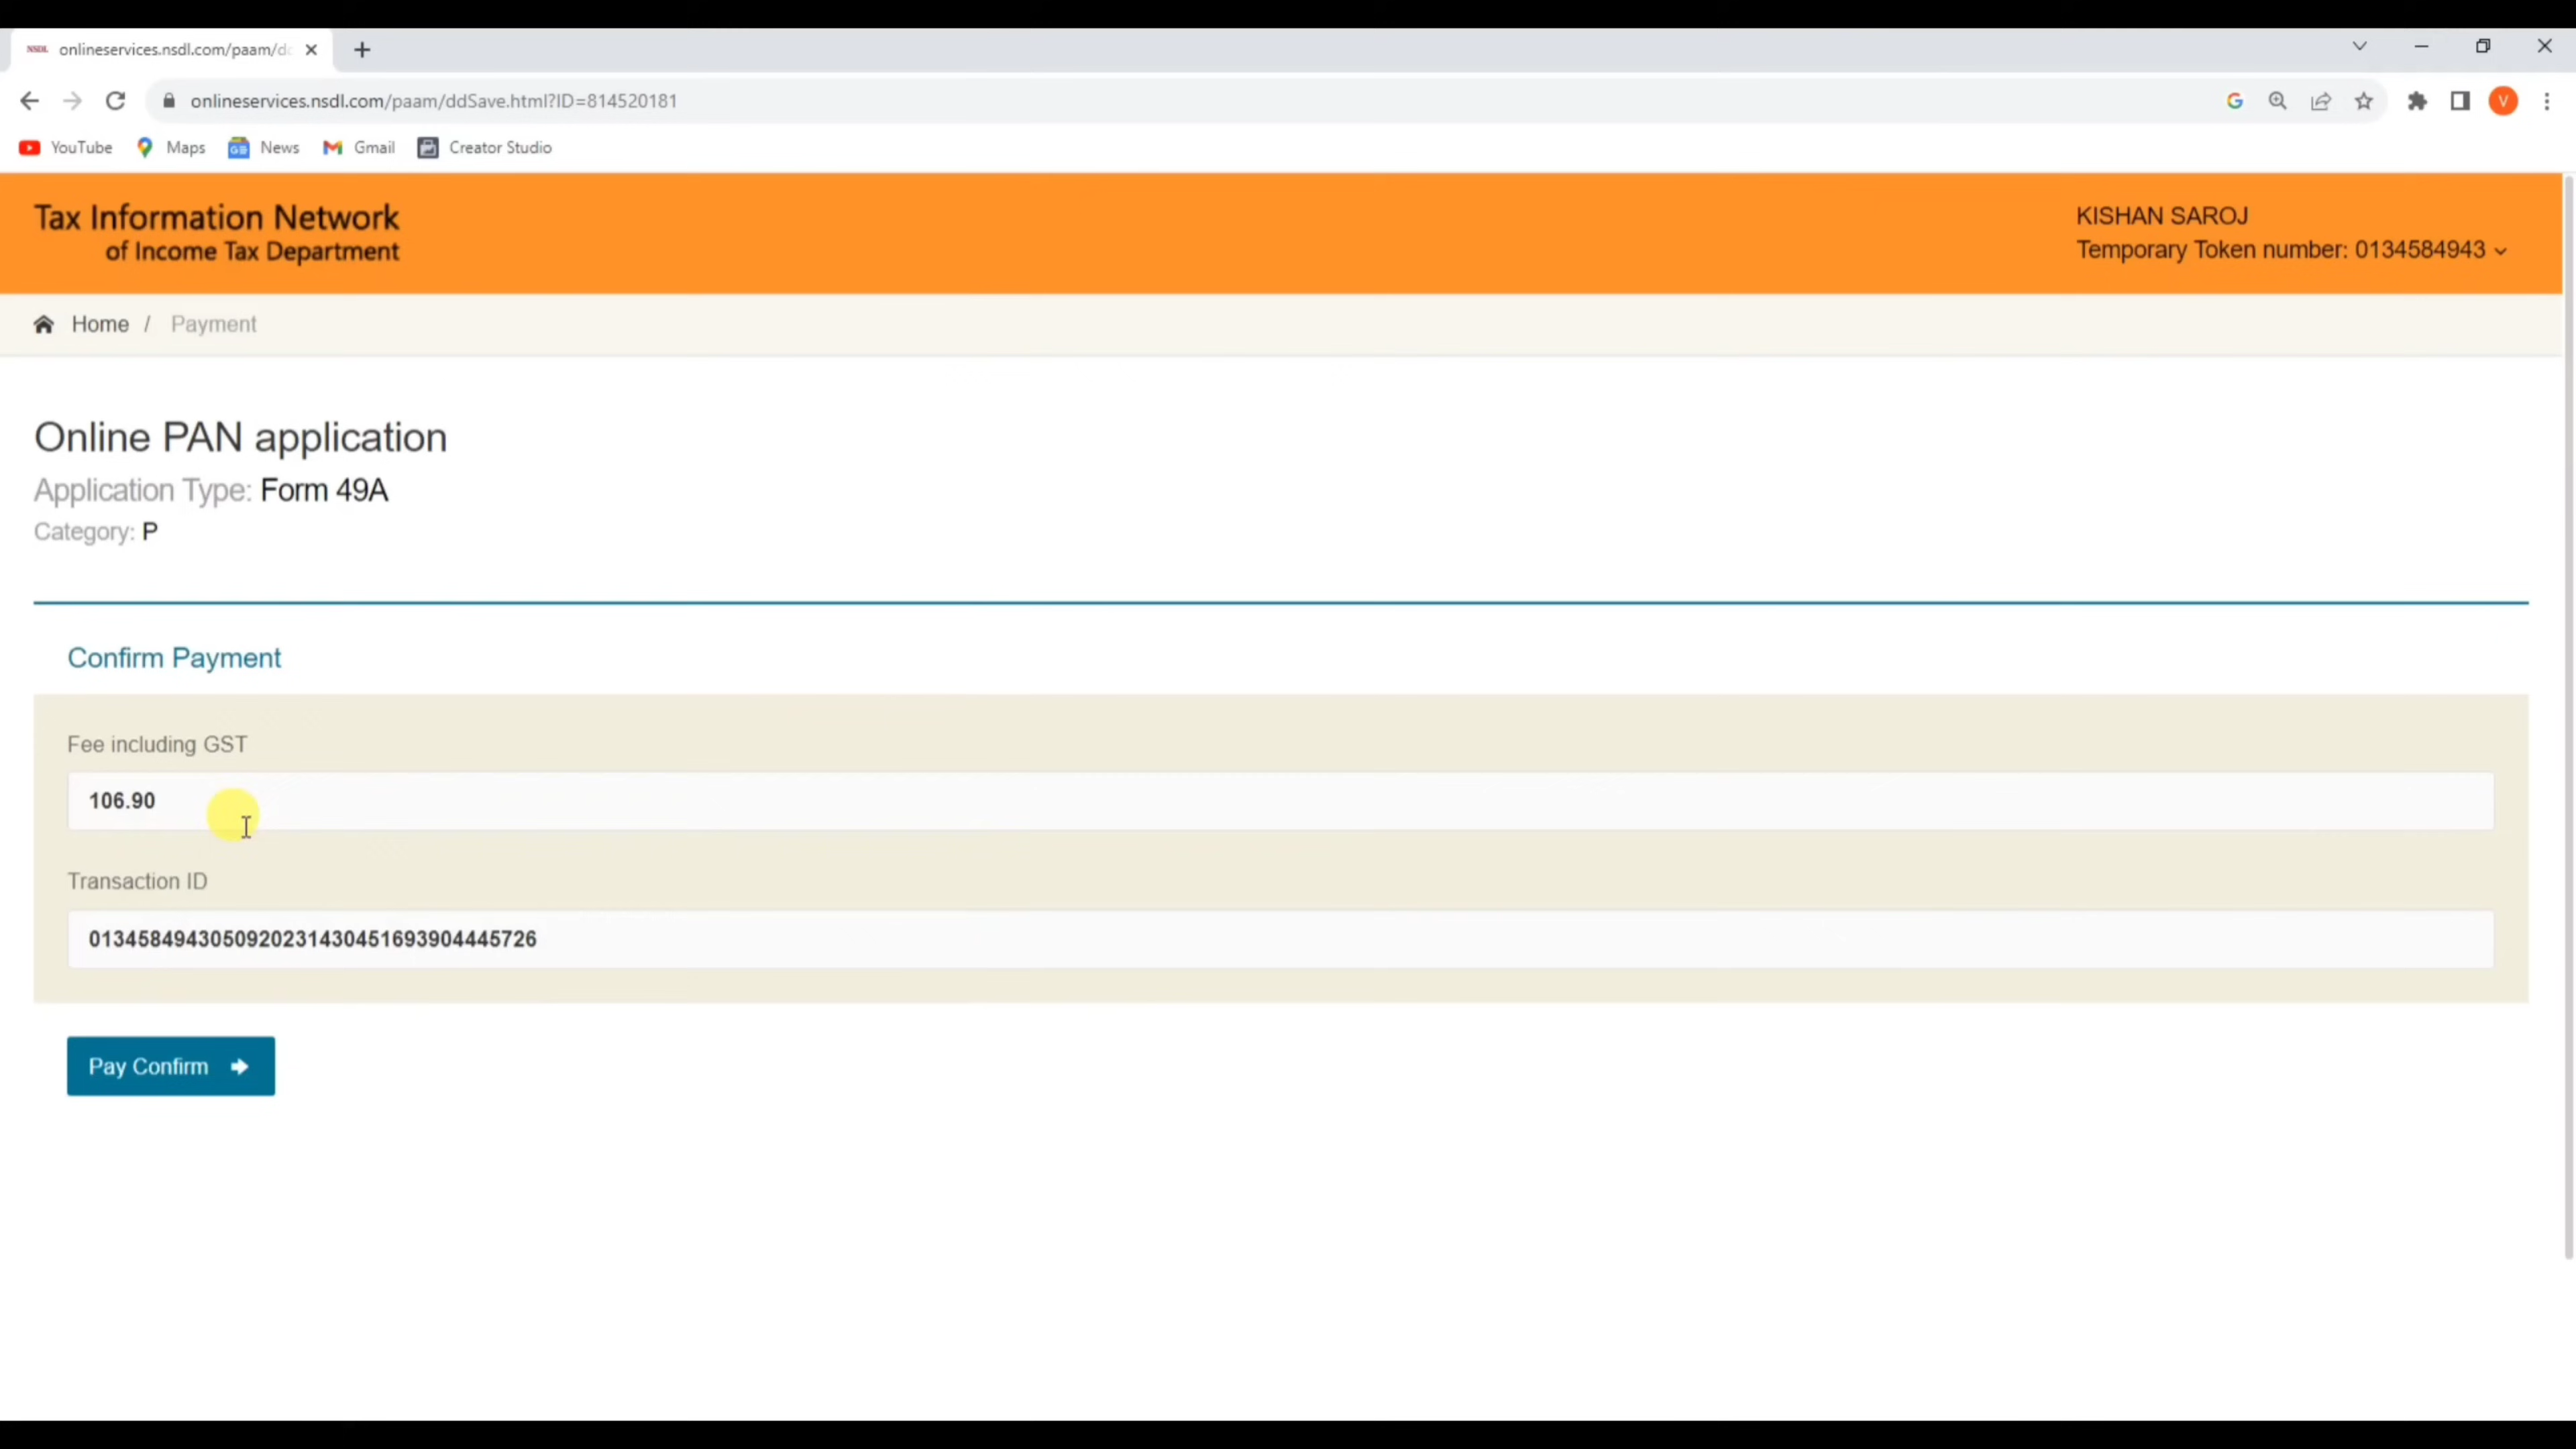 NSDL onlineservices.nsdl.com/paam/dd
onlineservices.nsdl.com/paam/ddSave.html?ID=814520181
V
YouTube Maps News Gmail Creator Studio
Tax Information Network
of Income Tax Department
KISHAN SAROJ
Temporary Token number: 0134584943
Home / Payment
Online PAN application
Application Type: Form 49A
Category: P
Confirm Payment
Fee including GST
106.90
Transaction ID
0134584943050920231430451693904445726
Pay Confirm